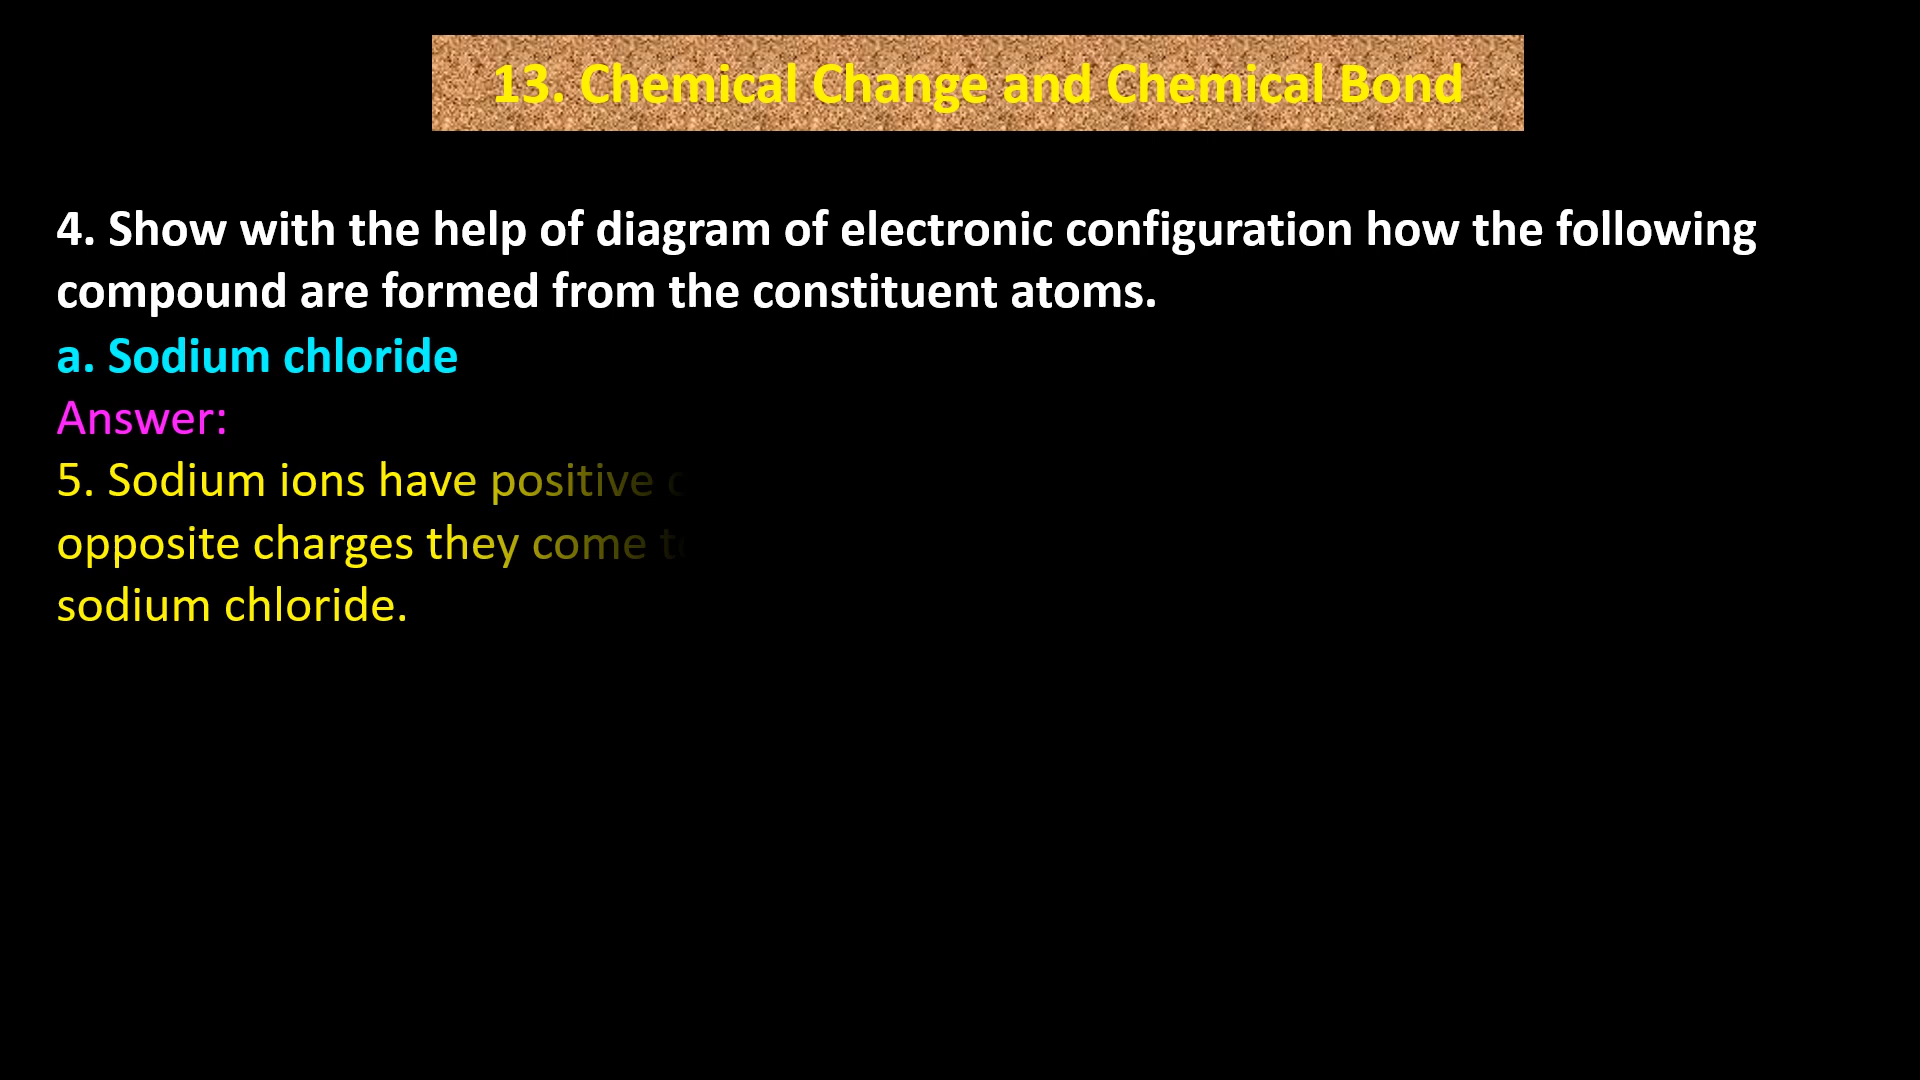 13. Chemical Change and Chemical Bond
4. Show with the help of diagram of electronic configuration how the following
compound are formed from the constituent atoms.
a. Sodium chloride
Answer:
5. Sodium ions have positive
opposite charges they come
sodium chloride.